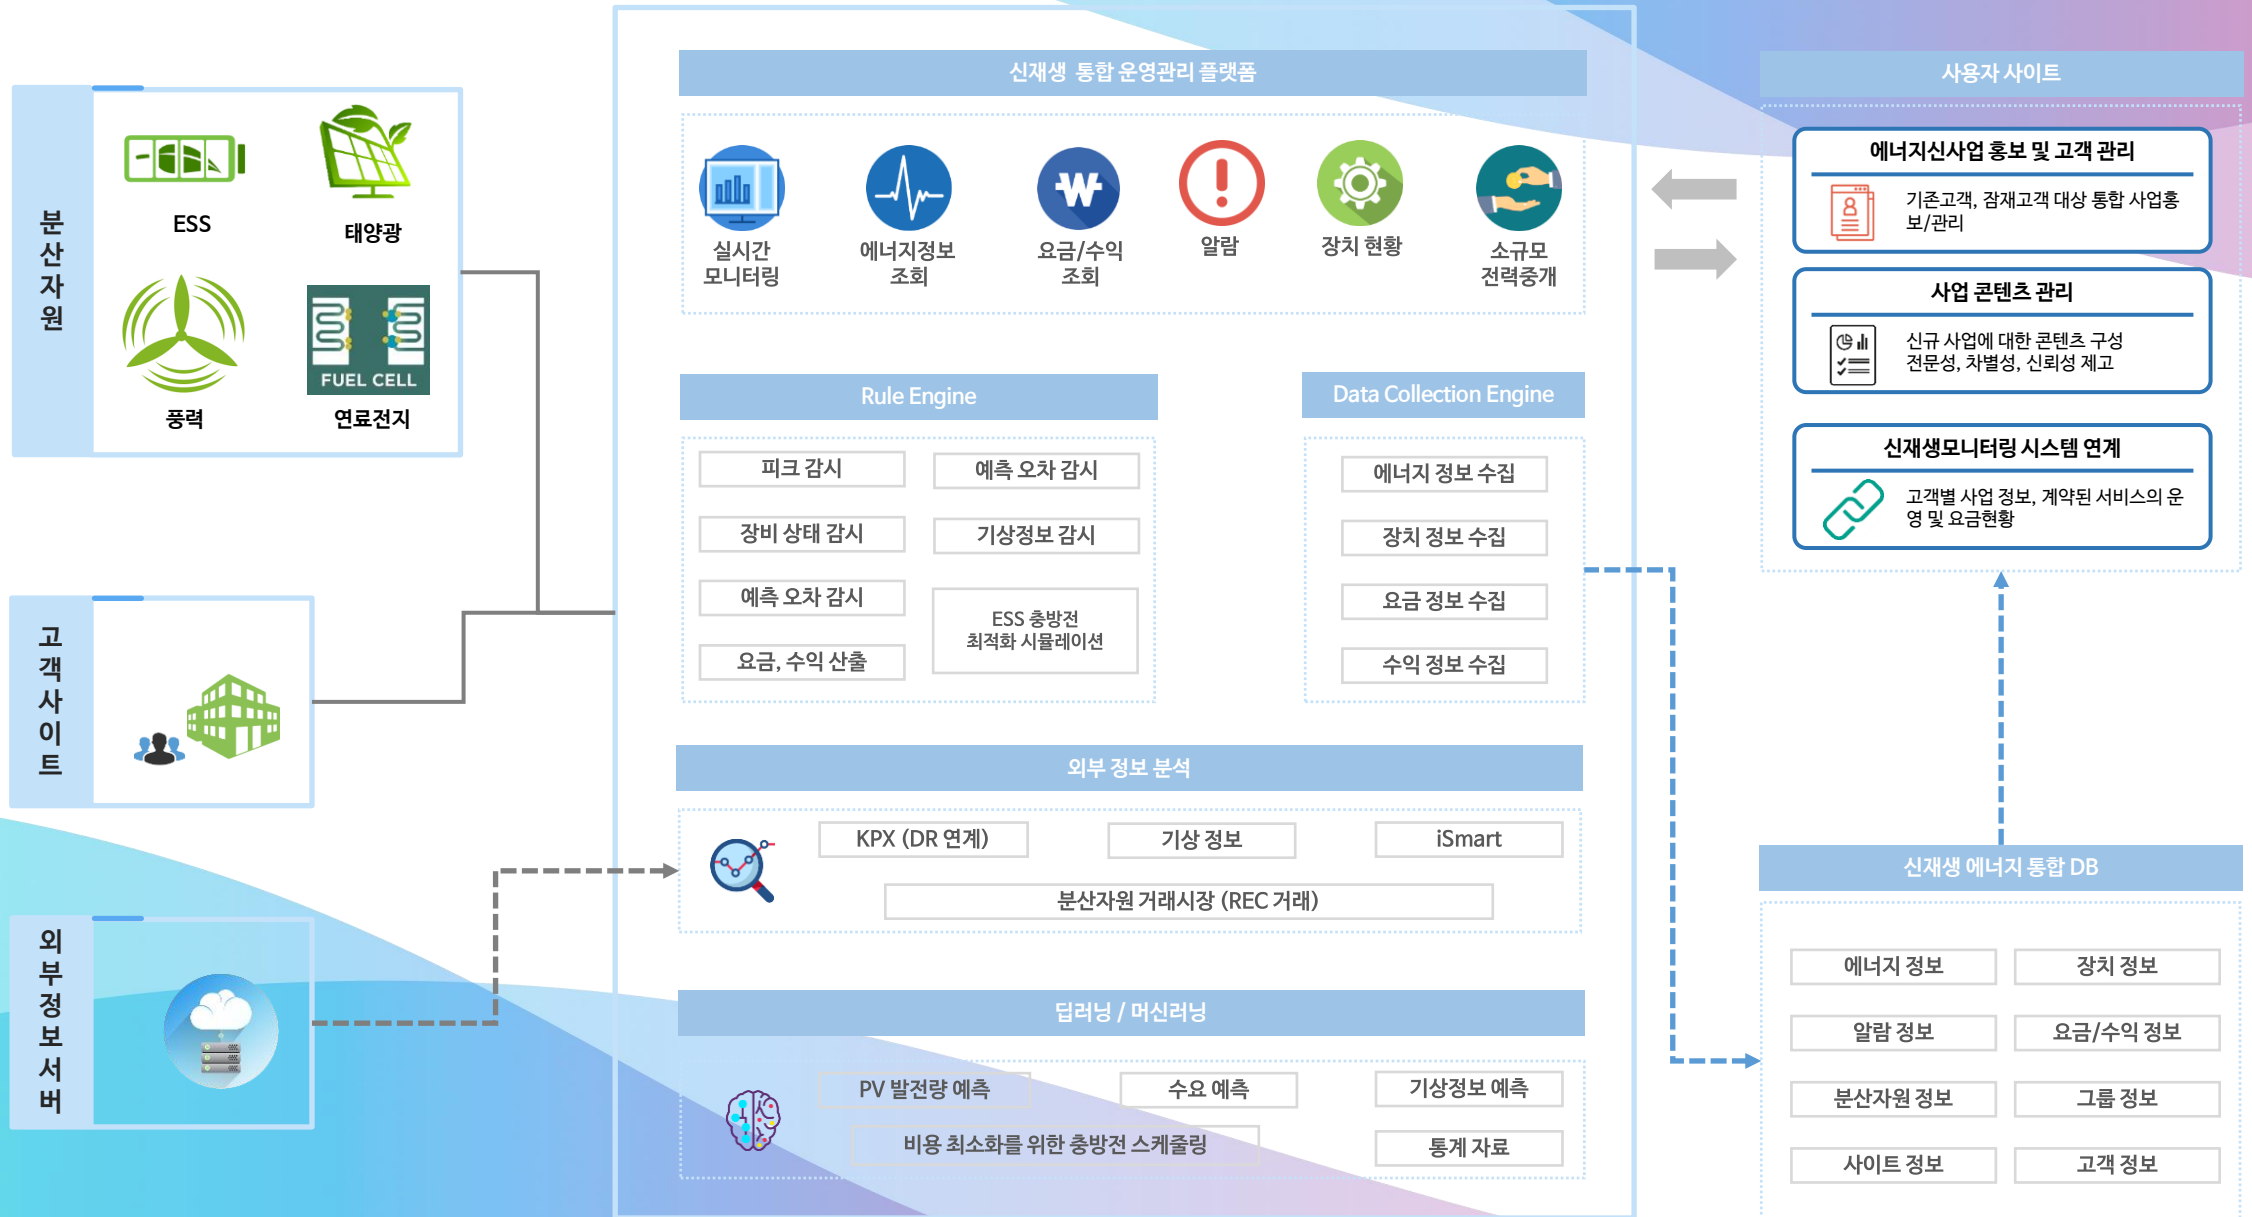 분산자원
ESS
태양광
풍력
FUEL CELL
연료전지
고객사이트
외부정보서버
신재생 통합 운영관리 플랫폼
실시간
모니터링
에너지정보
조회
요금/수익
조회
알람
장치 현황
소규모
전력중개
Rule Engine
피크 감시
예측 오차 감시
장비 상태 감시
기상정보 감시
예측 오차 감시
ESS 충방전
최적화 시뮬레이션
요금, 수익 산출
Data Collection Engine
에너지 정보 수집
장치 정보 수집
요금 정보 수집
수익 정보 수집
외부 정보 분석
KPX (DR 연계)
기상 정보
iSmart
분산자원 거래시장 (REC 거래)
딥러닝 / 머신러닝
PV 발전량 예측
수요 예측
기상정보 예측
비용 최소화를 위한 충방전 스케줄링
통계 자료
사용자 사이트
에너지신사업 홍보 및 고객 관리
기존고객, 잠재고객 대상 통합 사업홍
보/관리
사업 콘텐츠 관리
신규 사업에 대한 콘텐츠 구성
전문성, 차별성, 신뢰성 제고
신재생모니터링 시스템 연계
고객별 사업 정보, 계약된 서비스의 운
영 및 요금현황
신재생 에너지 통합 DB
에너지 정보
장치 정보
알람 정보
요금/수익 정보
분산자원 정보
그룹 정보
사이트 정보
고객 정보